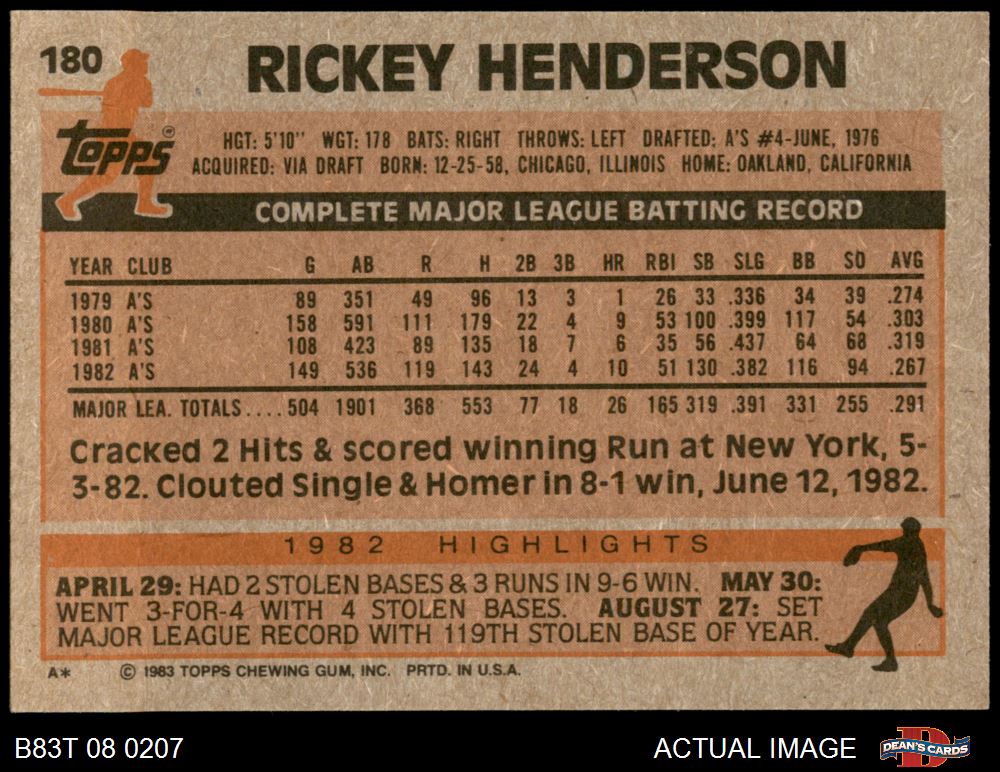 180
RICKEY HENDERSON
topps®
HGT: 5'10" WGT: 178 BATS: RIGHT THROWS: LEFT DRAFTED: A'S #4-JUNE, 1976
ACQUIRED: VIA DRAFT BORN: 12-25-58, CHICAGO, ILLINOIS HOME: OAKLAND, CALIFORNIA
COMPLETE MAJOR LEAGUE BATTING RECORD
YEAR CLUB G AB R H 2B 3B HR RBI SB SLG BB SO AVG
1979 A'S 89 351 49 96 13 3 1 26 33 .336 34 39 .274
1980 A'S 158 591 111 179 22 4 9 53 100 .399 117 54 .303
1981 A'S 108 423 89 135 18 7 6 35 56 .437 64 68 .319
1982 A'S 149 536 119 143 24 4 10 51 130 .382 116 94 .267
MAJOR LEA. TOTALS.... 504 1901 368 553 77 18 26 165 319 .391 331 255 .291
Cracked 2 Hits & scored winning Run at New York, 5-
3-82. Clouted Single & Homer in 8-1 win, June 12, 1982.
1982 HIGHLIGHTS
APRIL 29: HAD 2 STOLEN BASES & 3 RUNS IN 9-6 WIN. MAY 30:
WENT 3-FOR-4 WITH 4 STOLEN BASES. AUGUST 27: SET
MAJOR LEAGUE RECORD WITH 119TH STOLEN BASE OF YEAR.
A* © 1983 TOPPS CHEWING GUM, INC. PRTD. IN U.S.A.
B83T 08 0207 ACTUAL IMAGE D DEAN'S CARDS